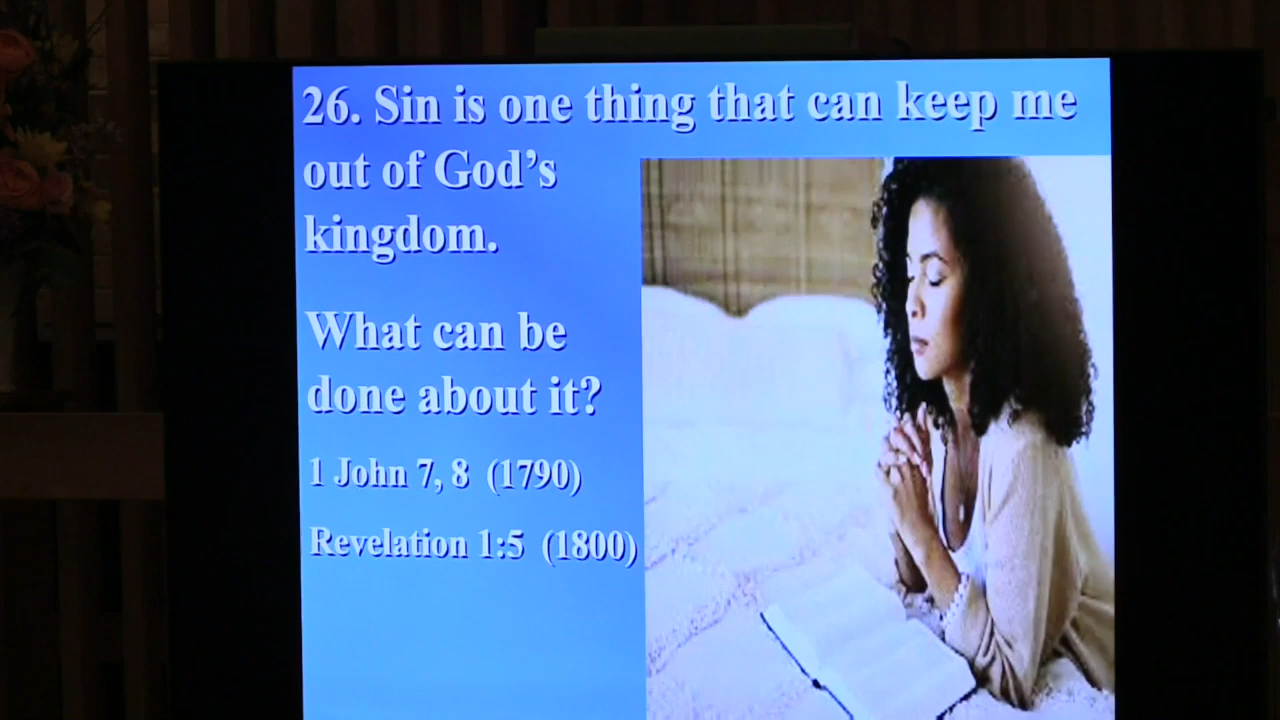 26. Sin is one thing that can keep me
out of God’s
kingdom.
What can be
done about it?
1 John 7, 8 (1790)
Revelation 1:5 (1800)